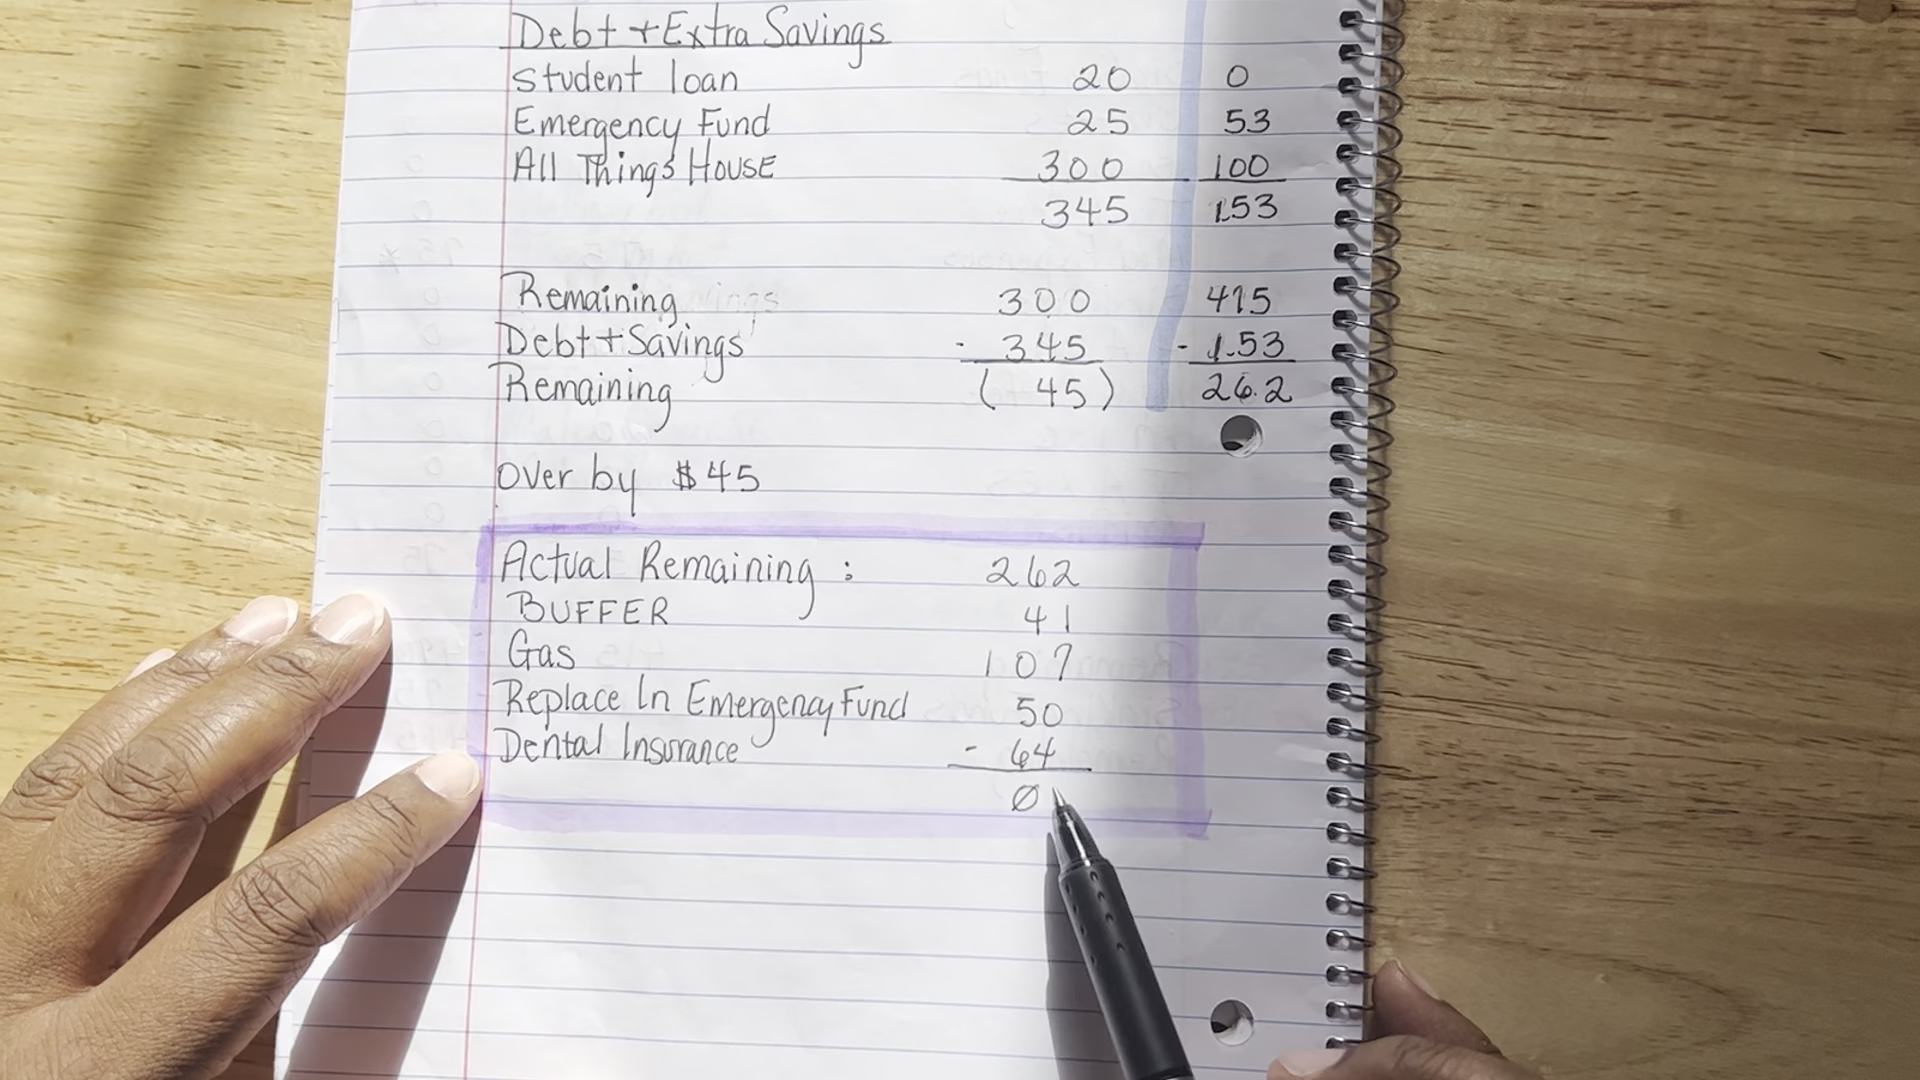 Debt + Extra Savings
Student loan 20 0
Emergency Fund 25 53
All Things House 300 100
345 153
Remaining 300 415
Debt + Savings - 345 - 153
Remaining (45) 262
Over by $45
Actual Remaining : 262
BUFFER 41
Gas 107
Replace In Emergency Fund 50
Dental Insurance - 64
0